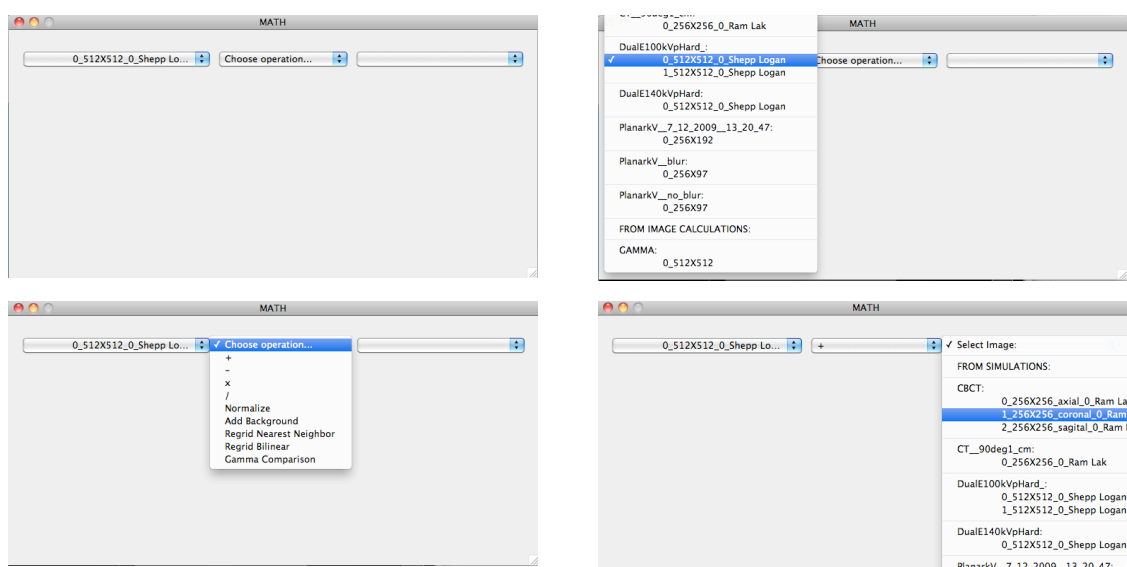 MATH
0_512X512_0_Shepp Lo... Choose operation...
MATH
0_256X256_0_Ram Lak
DualE100kVpHard_:
✓ 0_512X512_0_Shepp Logan
Choose operation...
1_512X512_0_Shepp Logan
DualE140kVpHard:
0_512X512_0_Shepp Logan
PlanarkV__7_12_2009__13_20_47:
0_256X192
PlanarkV__blur:
0_256X97
PlanarkV__no_blur:
0_256X97
FROM IMAGE CALCULATIONS:
GAMMA:
0_512X512
MATH
0_512X512_0_Shepp Lo... ✓ Choose operation...
+
-
x
/
Normalize
Add Background
Regrid Nearest Neighbor
Regrid Bilinear
Gamma Comparison
MATH
0_512X512_0_Shepp Lo... + ✓ Select Image:
FROM SIMULATIONS:
CBCT:
0_256X256_axial_0_Ram La
1_256X256_coronal_0_Ram
2_256X256_sagital_0_Ram
CT__90deg1_cm:
0_256X256_0_Ram Lak
DualE100kVpHard_:
0_512X512_0_Shepp Logan
1_512X512_0_Shepp Logan
DualE140kVpHard:
0_512X512_0_Shepp Logan
PlanarkV__7_12_2009__13_20_47: